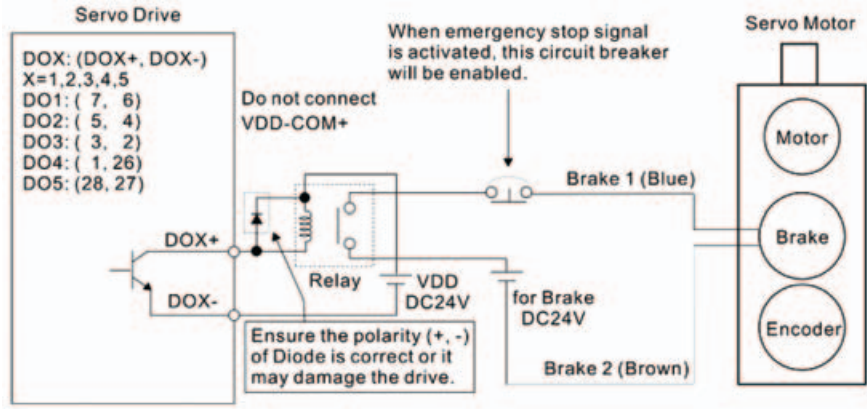 Servo Drive
DOX: (DOX+, DOX-)
X=1,2,3,4,5
DO1: ( 7, 6)
DO2: ( 5, 4)
DO3: ( 3, 2)
DO4: ( 1, 26)
DO5: (28, 27)
Do not connect
VDD-COM+
When emergency stop signal
is activated, this circuit breaker
will be enabled.
Servo Motor
Motor
Brake 1 (Blue)
DOX+
Brake
Relay
VDD
DC24V
DOX-
for Brake
DC24V
Encoder
Ensure the polarity (+, -)
of Diode is correct or it
may damage the drive.
Brake 2 (Brown)